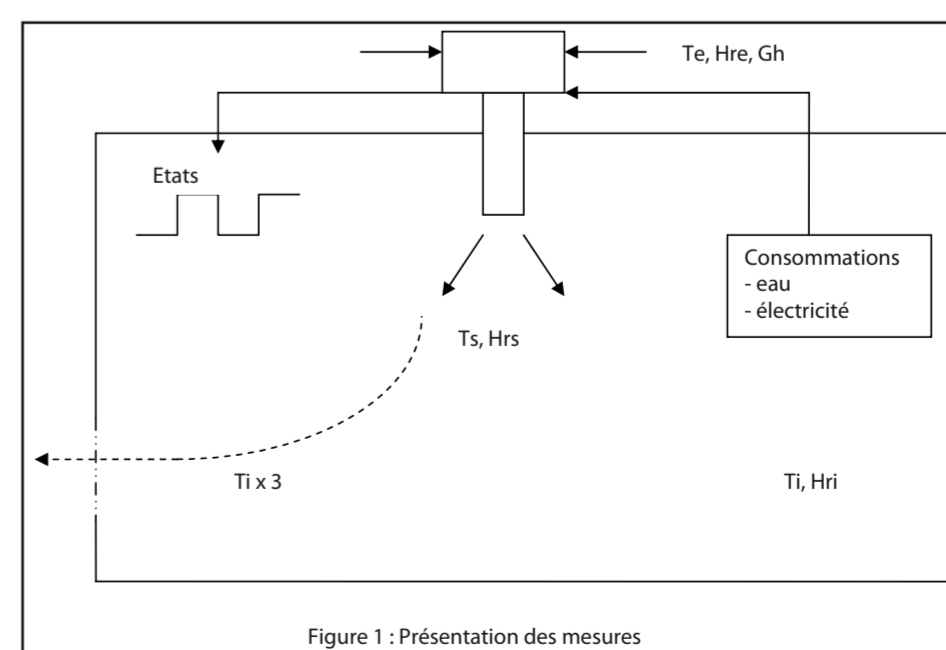 Te, Hre, Gh
Etats
Consommations
- eau
- électricité
Ts, Hrs
Ti x 3
Ti, Hri
Figure 1 : Présentation des mesures